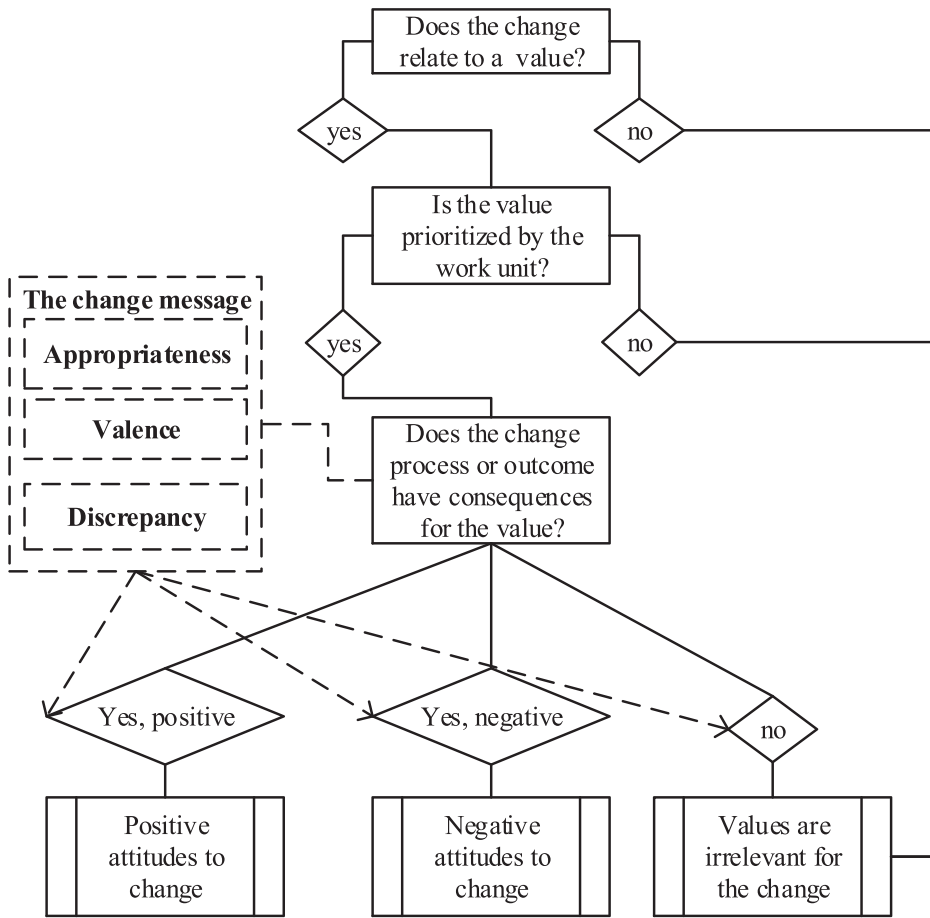 Does the change
relate to a value?
yes
no
Is the value
prioritized by the
work unit?
The change message
Appropriateness
Valence
Discrepancy
yes
no
Does the change
process or outcome
have consequences
for the value?
Yes, positive
Yes, negative
no
Positive
attitudes to
change
Negative
attitudes to
change
Values are
irrelevant for
the change